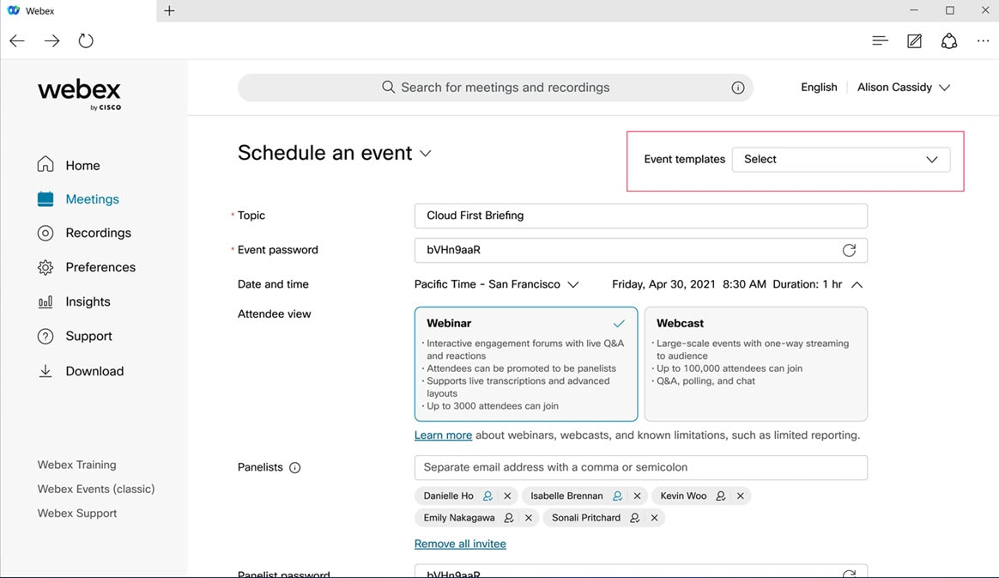 Webex
webex
by CISCO
Search for meetings and recordings
English
Alison Cassidy
Home
Meetings
Recordings
Preferences
Insights
Support
Download
Webex Training
Webex Events (classic)
Webex Support
Schedule an event
Event templates Select
* Topic Cloud First Briefing
* Event password bVHn9aaR
Date and time Pacific Time - San Francisco Friday, Apr 30, 2021 8:30 AM Duration: 1 hr
Attendee view
Webinar
· Interactive engagement forums with live Q&A
and reactions
· Attendees can be promoted to be panelists
· Supports live transcriptions and advanced
layouts
· Up to 3000 attendees can join
Webcast
· Large-scale events with one-way streaming
to audience
· Up to 100,000 attendees can join
· Q&A, polling, and chat
Learn more about webinars, webcasts, and known limitations, such as limited reporting.
Panelists Separate email address with a comma or semicolon
Danielle Ho Isabelle Brennan Kevin Woo
Emily Nakagawa Sonali Pritchard
Remove all invitee
Panelist password bVHn9aaR